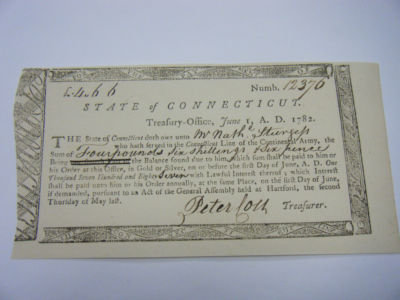 £4..6 6 Numb. 12376
STATE of CONNECTICUT.
Treasury-Office, June 1, A. D. 1782.
THE State of Connecticut doth owe unto Mr Nathl. Sturges
who hath served in the Connecticut Line of the Continental Army, the
Sum of Four pounds Six Shillings & Six pence
Being the Balance found due to him, which sum shall be paid to him or
his Order at this Office, in Gold or Silver, on or before the first Day of June, A. D. One
Thousand Seven Hundred and Eighty Seven with Lawful Interest thereof; which Interest
shall be paid unto him or his Order annually, at the same Place, on the first Day of June,
if demanded, pursuant to an Act of the General Assembly held at Hartford, the second
Thursday of May last.
Peter Colt Treasurer.